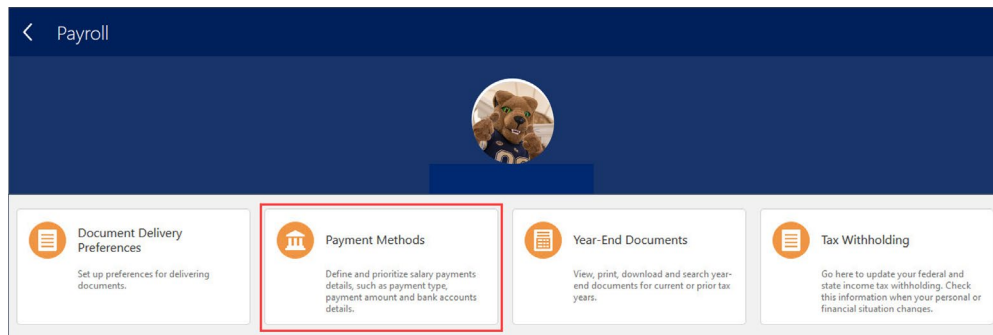 Payroll
Document Delivery
Preferences
Set up preferences for delivering
documents.
Payment Methods
Define and prioritize salary payments
details, such as payment type,
payment amount and bank accounts
details.
Year-End Documents
View, print, download and search year-
end documents for current or prior tax
years.
Tax Withholding
Go here to update your federal and
state income tax withholding. Check
this information when your personal or
financial situation changes.